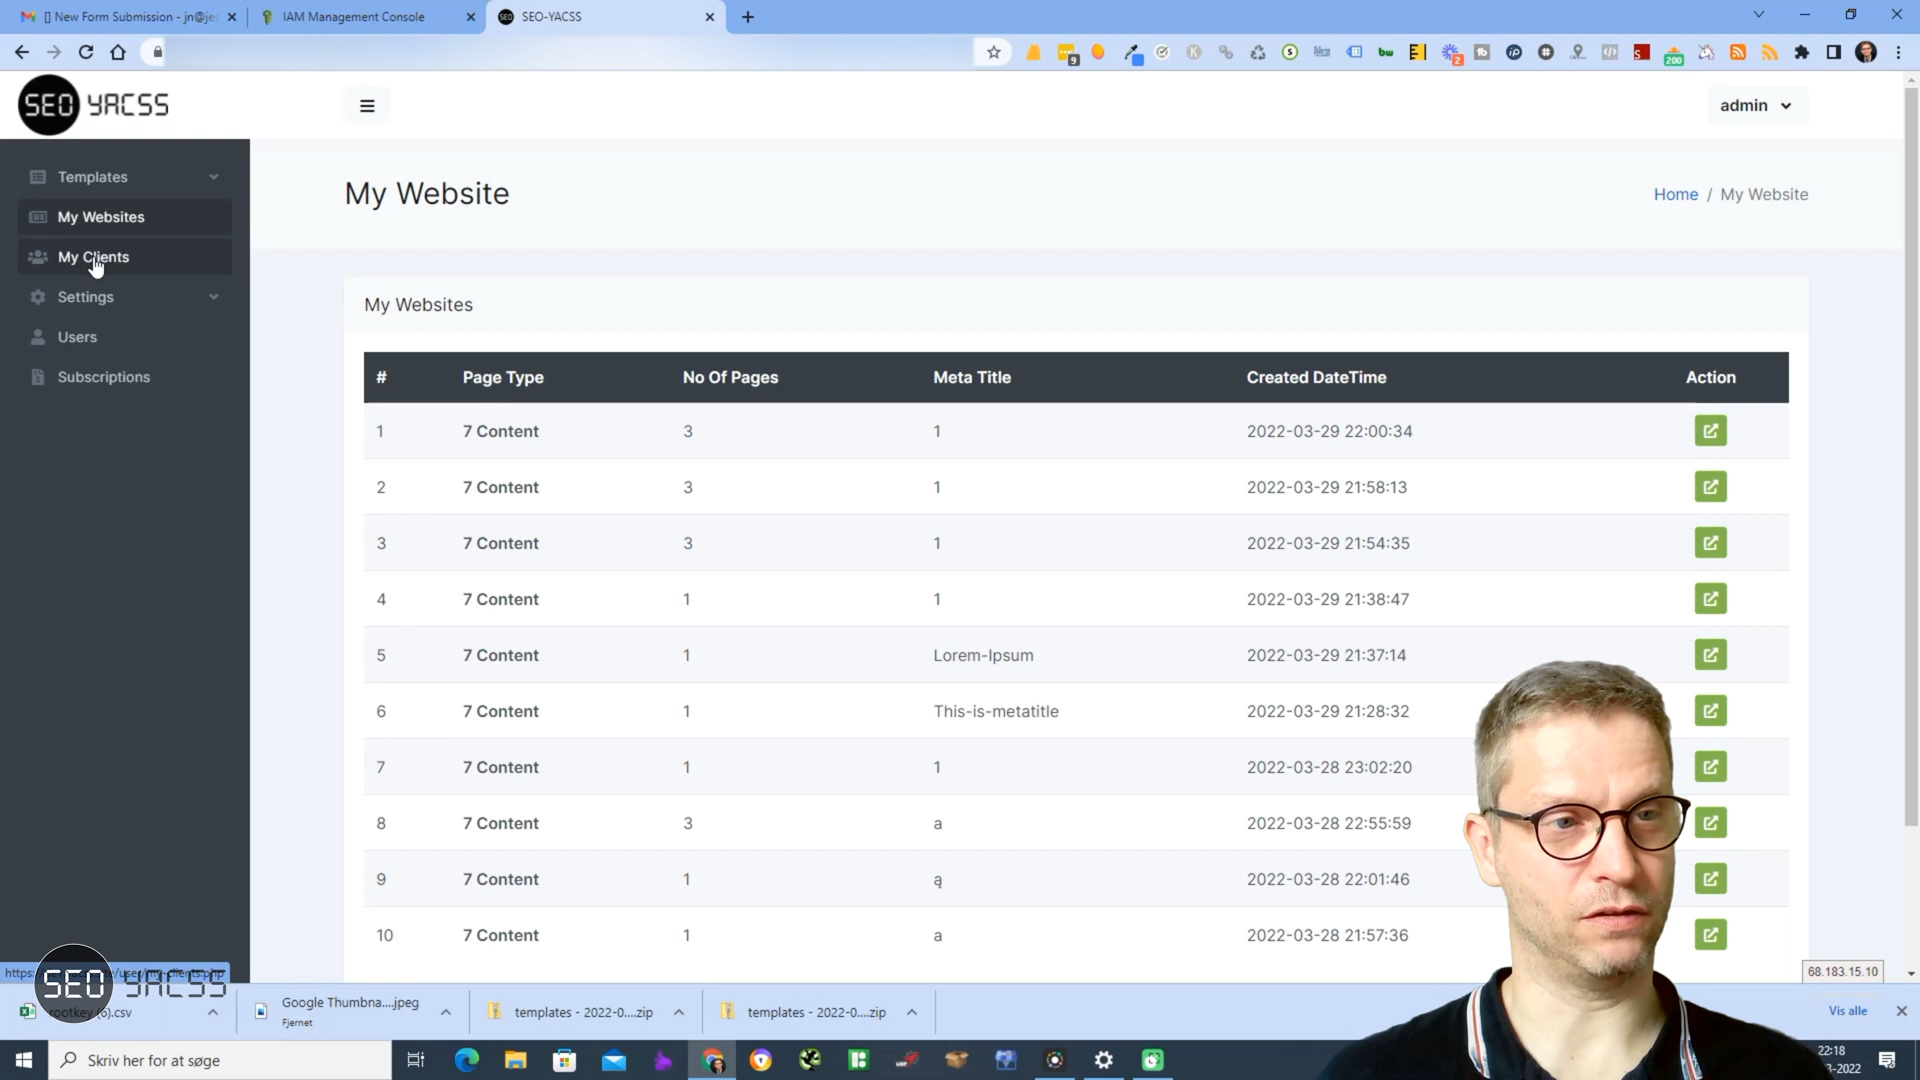 [] New Form Submission - jn@je
IAM Management Console
SEO-YACSS
9
2
200
SEO YACSS
admin
Templates
My Websites
My Clients
Settings
Users
Subscriptions
My Website
Home / My Website
My Websites
# Page Type No Of Pages Meta Title Created DateTime Action
1 7 Content 3 1 2022-03-29 22:00:34
2 7 Content 3 1 2022-03-29 21:58:13
3 7 Content 3 1 2022-03-29 21:54:35
4 7 Content 1 1 2022-03-29 21:38:47
5 7 Content 1 Lorem-Ipsum 2022-03-29 21:37:14
6 7 Content 1 This-is-metatitle 2022-03-29 21:28:32
7 7 Content 1 1 2022-03-28 23:02:20
8 7 Content 3 a 2022-03-28 22:55:59
9 7 Content 1 ą 2022-03-28 22:01:46
10 7 Content 1 a 2022-03-28 21:57:36
68.183.15.10
SEO YACSS
rootkey (6).csv
Google Thumbna....jpeg
Fjernet
templates - 2022-0....zip
templates - 2022-0....zip
Vis alle
Skriv her for at søge
22:18
3-2022